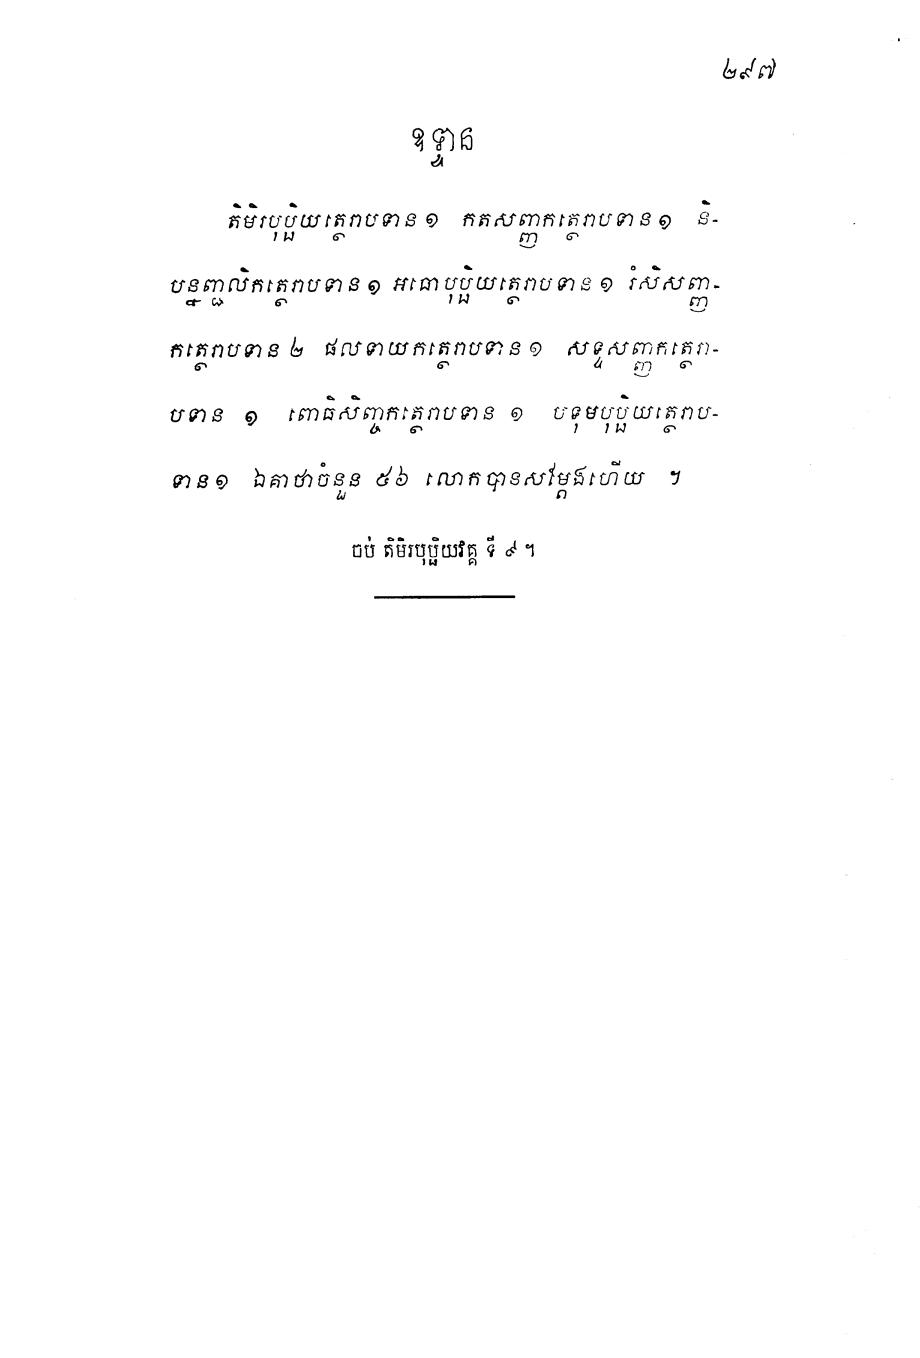 ២៩៧
ឧទ្ទាន
តិមិរបុប្ផិយត្ថេរាបទាន ១ កតសញ្ញកត្ថេរាបទាន ១ និ-
បន្នញ្ជលិកត្ថេរាបទាន ១ អធោបុប្ផិយត្ថេរាបទាន ១ រំសិសញ្ញ-
កត្ថេរាបទាន ២ ផលទាយកត្ថេរាបទាន ១ សទ្ទសញ្ញកត្ថេរា-
បទាន ១ ពោធិសិញ្ចកត្ថេរាបទាន ១ បទុមបុប្ផិយត្ថេរាប-
ទាន ១ ឯគាថាចំនួន ៥៦ លោកបានសម្ដែងហើយ ។
ចប់ តិមិរបុប្ផិយវគ្គ ទី ៩ ។